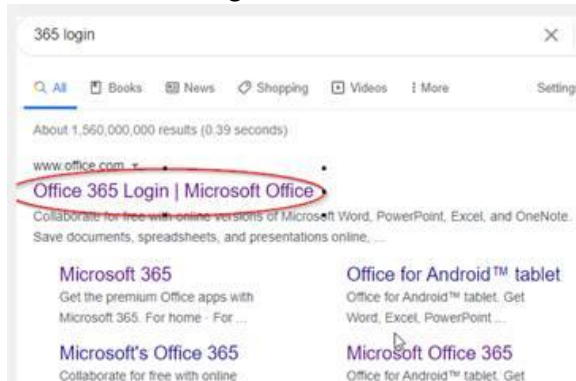 365 login
All Books News Shopping Videos More Settings
About 1,560,000,000 results (0.39 seconds)
www.office.com
Office 365 Login | Microsoft Office
Collaborate for free with online versions of Microsoft Word, PowerPoint, Excel, and OneNote.
Save documents, spreadsheets, and presentations online, ...
Microsoft 365
Get the premium Office apps with
Microsoft 365. For home · For ...
Office for Android™ tablet
Office for Android™ tablet. Get
Word, Excel, PowerPoint ...
Microsoft's Office 365
Collaborate for free with online
Microsoft Office 365
Office for Android™ tablet. Get